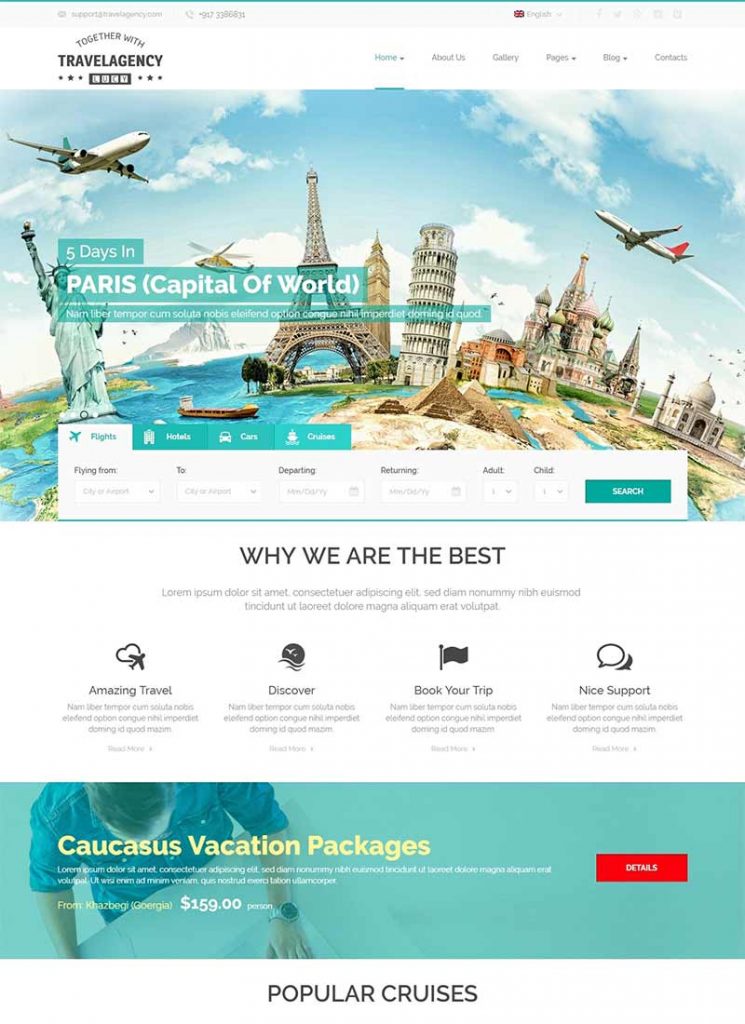 support@travelagency.com
+917 3386831
English
TOGETHER WITH
TRAVELAGENCY
LUCY
Home
About Us
Gallery
Pages
Blog
Contacts
5 Days In
PARIS (Capital Of World)
Nam liber tempor cum soluta nobis eleifend option congue nihil imperdiet doming id quod.
Flights
Hotels
Cars
Cruises
Flying from:
To:
Departing:
Returning:
Adult:
Child:
City or Airport
City or Airport
Mm/Dd/Yy
Mm/Dd/Yy
1
1
SEARCH
WHY WE ARE THE BEST
Lorem ipsum dolor sit amet, consectetuer adipiscing elit, sed diam nonummy nibh euismod
tincidunt ut laoreet dolore magna aliquam erat volutpat.
Amazing Travel
Nam liber tempor cum soluta nobis
eleifend option congue nihil imperdiet
doming id quod mazim
Read More
Discover
Nam liber tempor cum soluta nobis
eleifend option congue nihil imperdiet
doming id quod mazim
Read More
Book Your Trip
Nam liber tempor cum soluta nobis
eleifend option congue nihil imperdiet
doming id quod mazim.
Read More
Nice Support
Nam liber tempor cum soluta nobis
eleifend option congue nihil imperdiet
doming id quod mazim.
Read More
Caucasus Vacation Packages
Lorem ipsum dolor sit amet, consectetuer adipiscing elit, sed diam nonummy nibh euismod tincidunt ut laoreet dolore magna aliquam erat
volutpat. Ut wisi enim ad minim veniam, quis nostrud exerci tation ullamcorper.
From: Khazbegi (Goergia) $159.00 person
DETAILS
POPULAR CRUISES